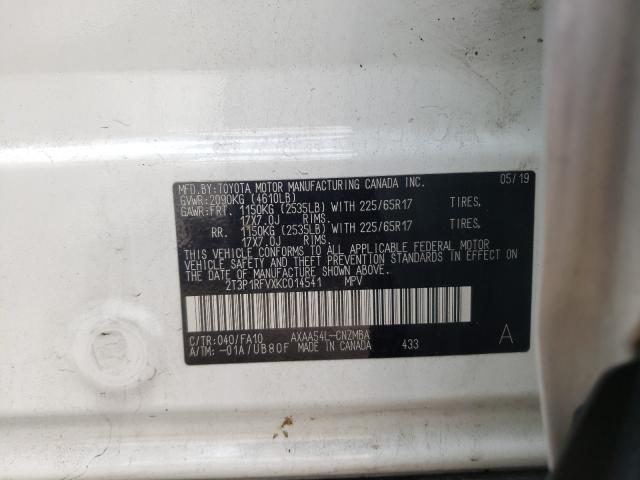 MFD.BY:TOYOTA MOTOR MANUFACTURING CANADA INC. 05/19
GVWR:2090KG (4610LB)
GAWR:FRT. 1150KG (2535LB) WITH 225/65R17 TIRES,
17X7.0J RIMS.
RR. 1150KG (2535LB) WITH 225/65R17 TIRES,
17X7.0J RIMS.
THIS VEHICLE CONFORMS TO ALL APPLICABLE FEDERAL MOTOR
VEHICLE SAFETY AND THEFT PREVENTION STANDARDS IN EFFECT
ON THE DATE OF MANUFACTURE SHOWN ABOVE.
2T3P1RFVXKC014541 MPV
C/TR:040/FA10 AXAA54L-CNZMBA A
A/TM:-01A/UB80F MADE IN CANADA 433